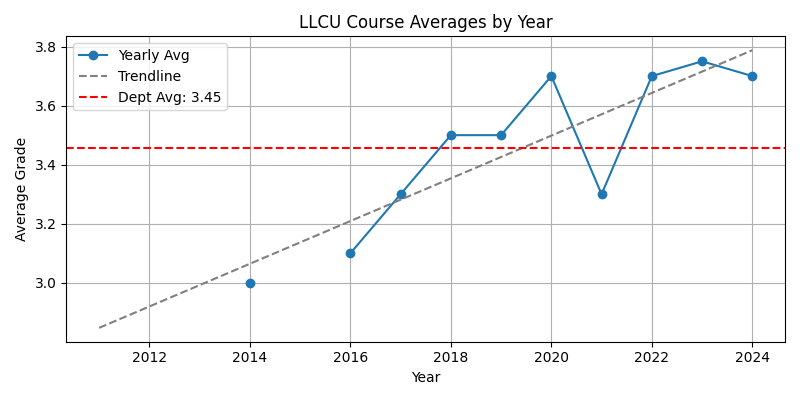 LLCU Course Averages by Year
Yearly Avg
Trendline
Dept Avg: 3.45
Average Grade
3.8
3.6
3.4
3.2
3.0
2012 2014 2016 2018 2020 2022 2024
Year